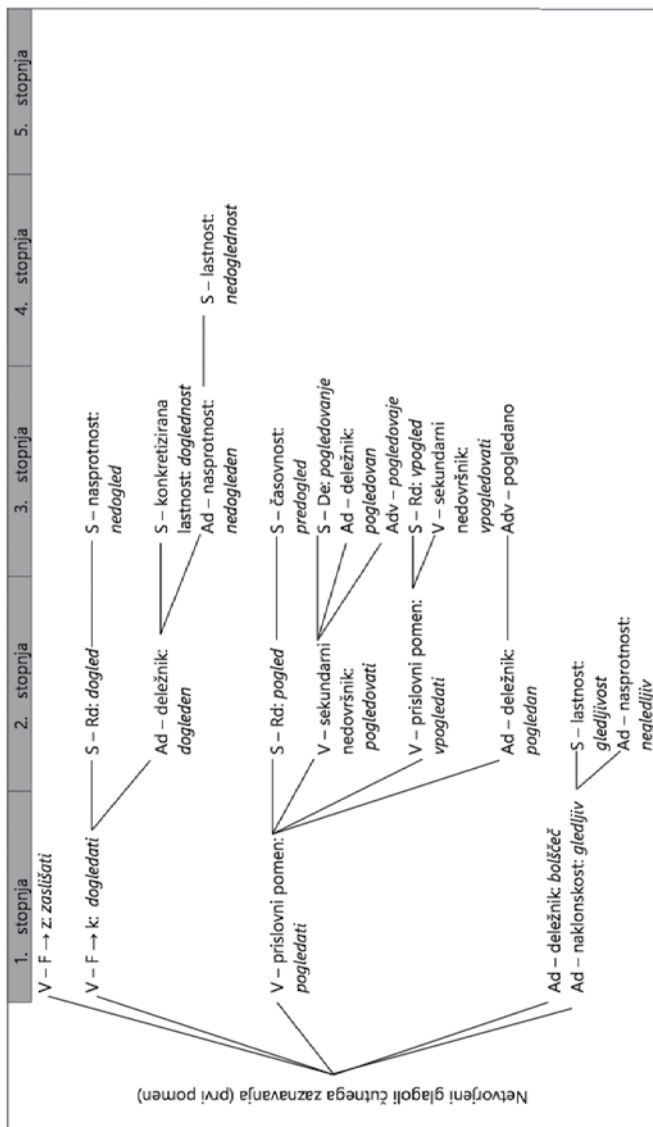 1. stopnja
2. stopnja
3. stopnja
4. stopnja
5. stopnja
Netvorjeni glagoli čutnega zaznavanja (prvi pomen)
V – F → z: zaslišati
V – F → k: dogledati
S – Rd: dogled
S – nasprotnost:
nedogled
Ad – deležnik:
dogleden
S – konkretizirana
lastnost: doglednost
Ad – nasprotnost:
nedogleden
S – lastnost:
nedoglednost
V – prislovni pomen:
pogledati
S – Rd: pogled
S – časovnost:
predogled
V – sekundarni
nedovršnik:
pogledovati
S – De: pogledovanje
Ad – deležnik:
pogledovan
Adv – pogledovaje
V – prislovni pomen:
vpogledati
S – Rd: vpogled
V – sekundarni
nedovršnik:
vpogledovati
Ad – deležnik:
pogledan
Adv – pogledano
Ad – deležnik: bolščeč
Ad – naklonskost: gledljiv
S – lastnost:
gledljivost
Ad – nasprotnost:
negledljiv